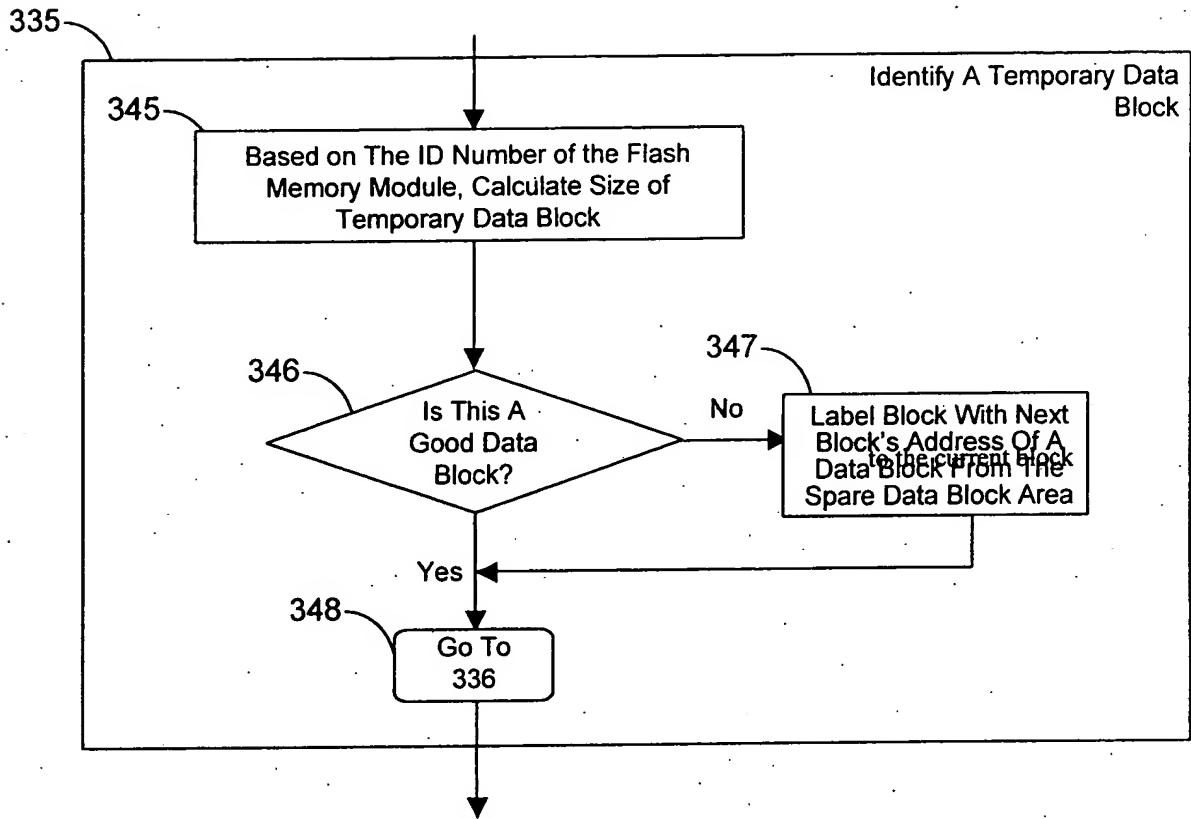 335
Identify A Temporary Data
Block
345
Based on The ID Number of the Flash
Memory Module, Calculate Size of
Temporary Data Block
346
Is This A
Good Data
Block?
No
347
Label Block With Next
Block's Address Of A
to the current block
Data Block From The
Spare Data Block Area
Yes
348
Go To
336